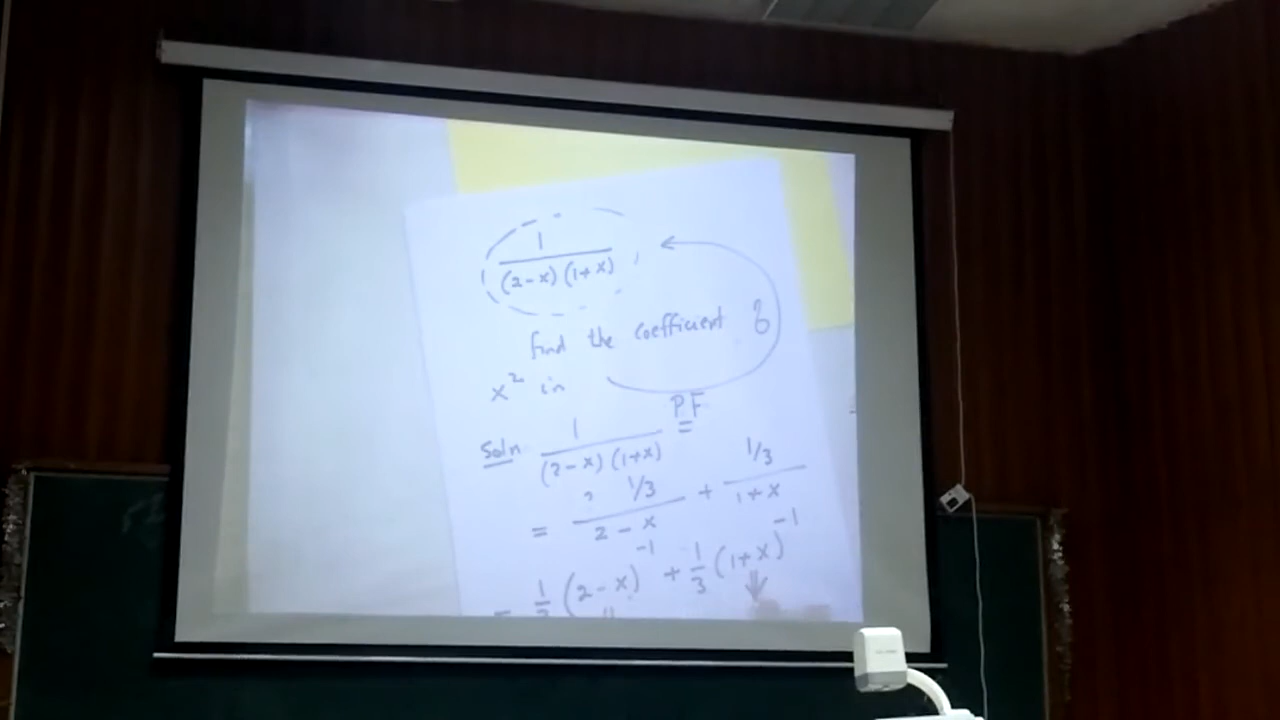 1
(2-x)(1+x)
find the coefficient
x² in
Soln 1/((2-x)(1+x)) PF =
= (1/3)/(2-x) + (1/3)/(1+x)
= (2-x)⁻¹ + 1/3 (1+x)⁻¹